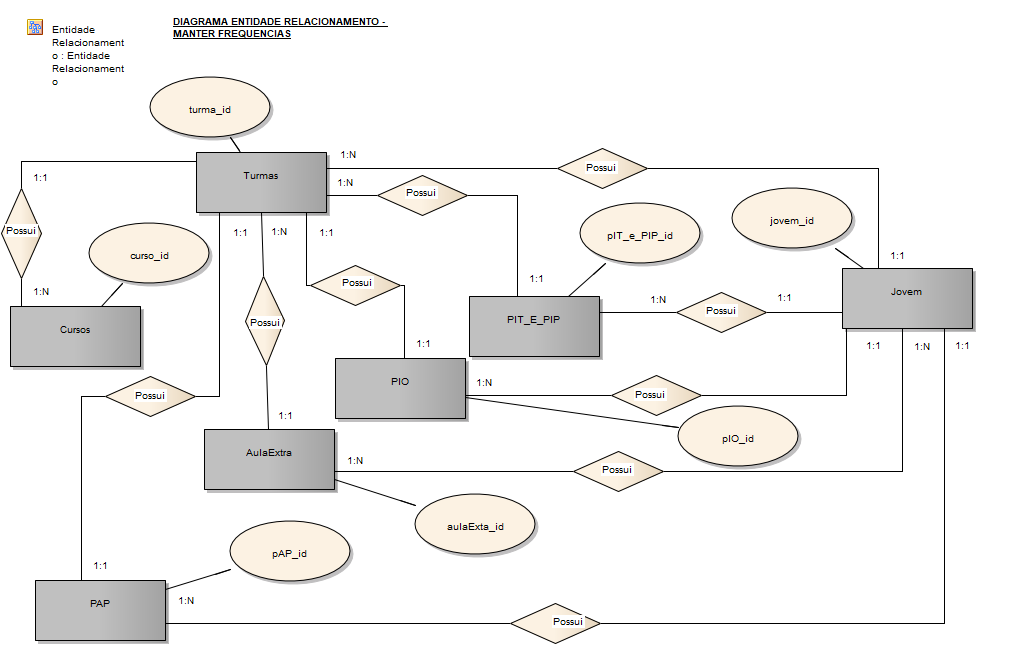 DIAGRAMA ENTIDADE RELACIONAMENTO -
MANTER FREQUENCIAS
Entidade
Relacionament
o : Entidade
Relacionament
o
turma_id
Turmas
1:N
Possui
1:1
1:N
Possui
jovem_id
Possui
curso_id
1:1
1:N
1:1
pIT_e_PIP_id
1:1
1:N
Possui
1:1
Jovem
Cursos
Possui
PIT_E_PIP
1:N
Possui
1:1
1:1
1:1
1:N
1:1
Possui
PIO
1:N
Possui
1:1
pIO_id
AulaExtra
1:N
Possui
aulaExta_id
pAP_id
1:1
PAP
1:N
Possui